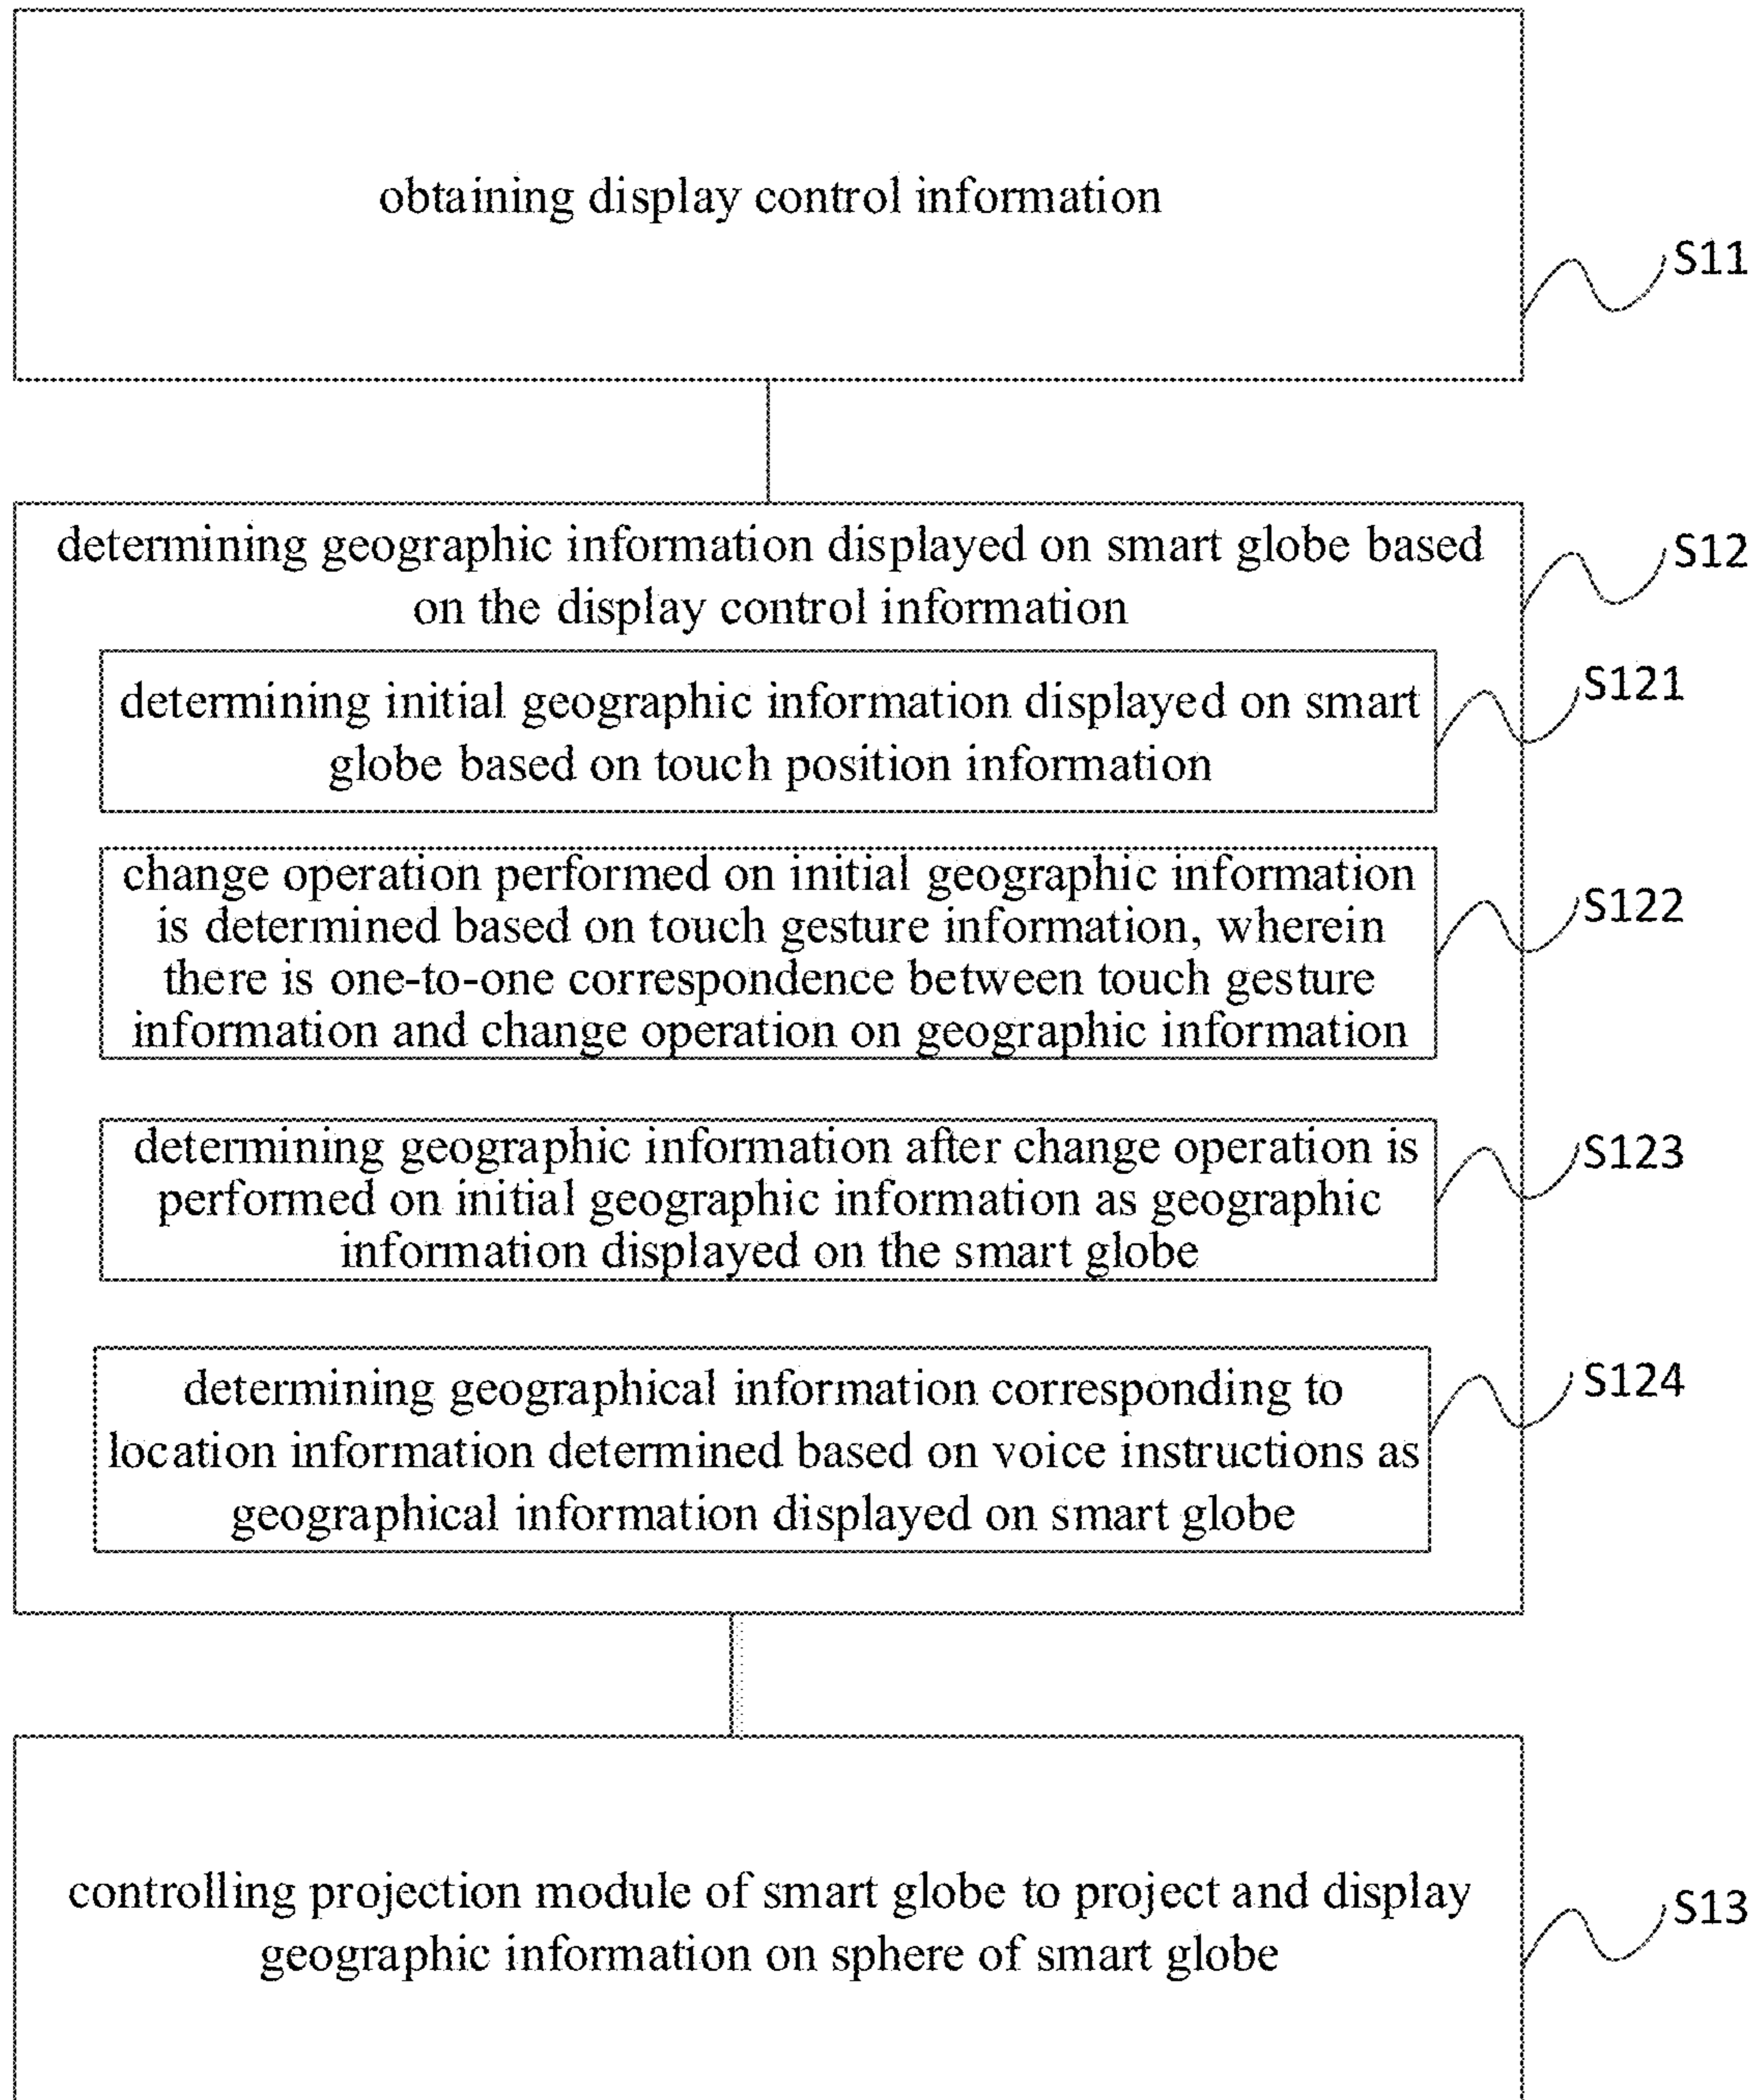 obtaining display control information
S11
determining geographic information displayed on smart globe based
on the display control information
S12
determining initial geographic information displayed on smart
globe based on touch position information
S121
change operation performed on initial geographic information
is determined based on touch gesture information, wherein
there is one-to-one correspondence between touch gesture
information and change operation on geographic information
S122
determining geographic information after change operation is
performed on initial geographic information as geographic
information displayed on the smart globe
S123
determining geographical information corresponding to
location information determined based on voice instructions as
geographical information displayed on smart globe
S124
controlling projection module of smart globe to project and display
geographic information on sphere of smart globe
S13